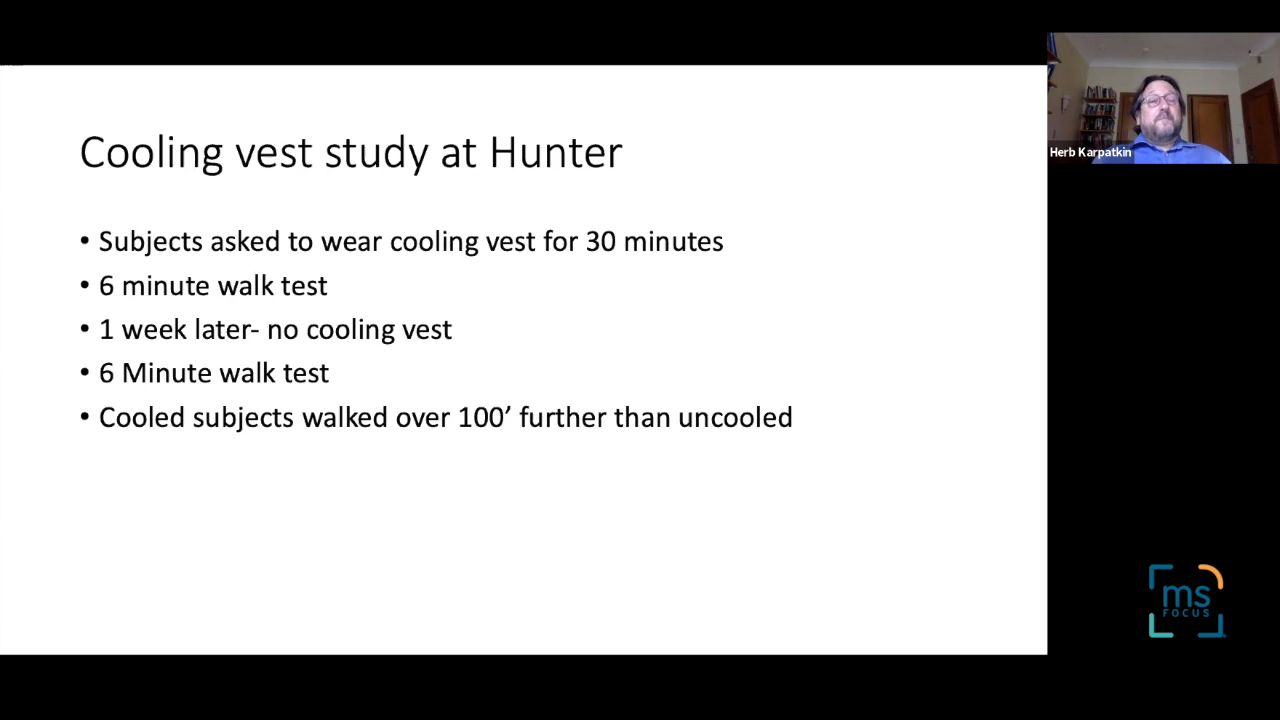 Cooling vest study at Hunter
• Subjects asked to wear cooling vest for 30 minutes
• 6 minute walk test
• 1 week later- no cooling vest
• 6 Minute walk test
• Cooled subjects walked over 100’ further than uncooled
Herb Karpatkin
ms
FOCUS